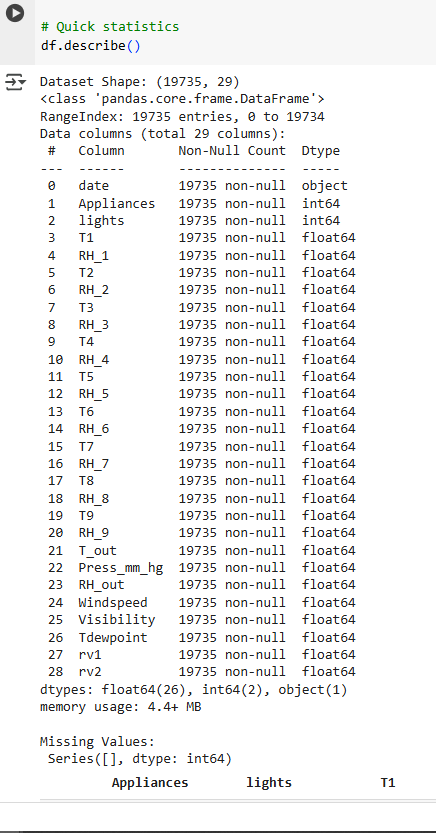 # Quick statistics
df.describe()
Dataset Shape: (19735, 29)
<class 'pandas.core.frame.DataFrame'>
RangeIndex: 19735 entries, 0 to 19734
Data columns (total 29 columns):
 #   Column       Non-Null Count  Dtype
---  ------       --------------  -----
 0   date         19735 non-null  object
 1   Appliances   19735 non-null  int64
 2   lights       19735 non-null  int64
 3   T1           19735 non-null  float64
 4   RH_1         19735 non-null  float64
 5   T2           19735 non-null  float64
 6   RH_2         19735 non-null  float64
 7   T3           19735 non-null  float64
 8   RH_3         19735 non-null  float64
 9   T4           19735 non-null  float64
 10  RH_4         19735 non-null  float64
 11  T5           19735 non-null  float64
 12  RH_5         19735 non-null  float64
 13  T6           19735 non-null  float64
 14  RH_6         19735 non-null  float64
 15  T7           19735 non-null  float64
 16  RH_7         19735 non-null  float64
 17  T8           19735 non-null  float64
 18  RH_8         19735 non-null  float64
 19  T9           19735 non-null  float64
 20  RH_9         19735 non-null  float64
 21  T_out        19735 non-null  float64
 22  Press_mm_hg  19735 non-null  float64
 23  RH_out       19735 non-null  float64
 24  Windspeed    19735 non-null  float64
 25  Visibility   19735 non-null  float64
 26  Tdewpoint    19735 non-null  float64
 27  rv1          19735 non-null  float64
 28  rv2          19735 non-null  float64
dtypes: float64(26), int64(2), object(1)
memory usage: 4.4+ MB
Missing Values:
 Series([], dtype: int64)
Appliances lights T1